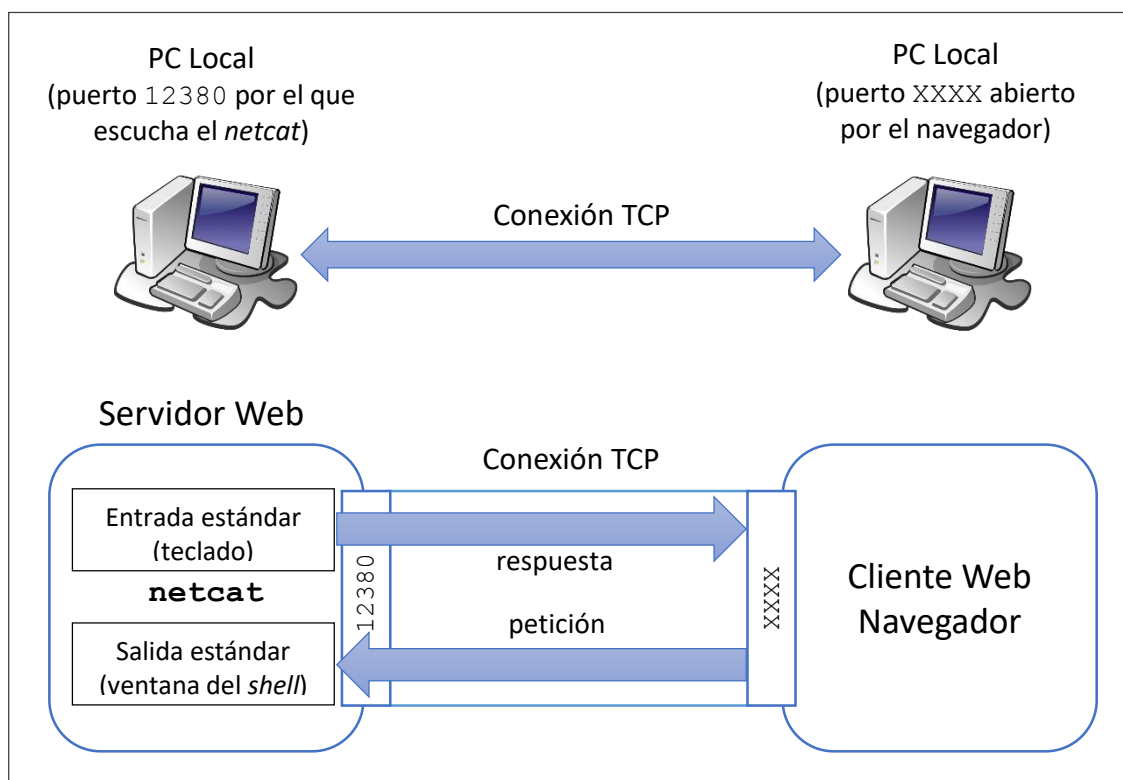 PC Local
(puerto 12380 por el que
escucha el netcat)
PC Local
(puerto XXXX abierto
por el navegador)
Conexión TCP
Servidor Web
Conexión TCP
Entrada estándar
(teclado)
netcat
Salida estándar
(ventana del shell)
12380
respuesta
petición
XXXX
Cliente Web
Navegador